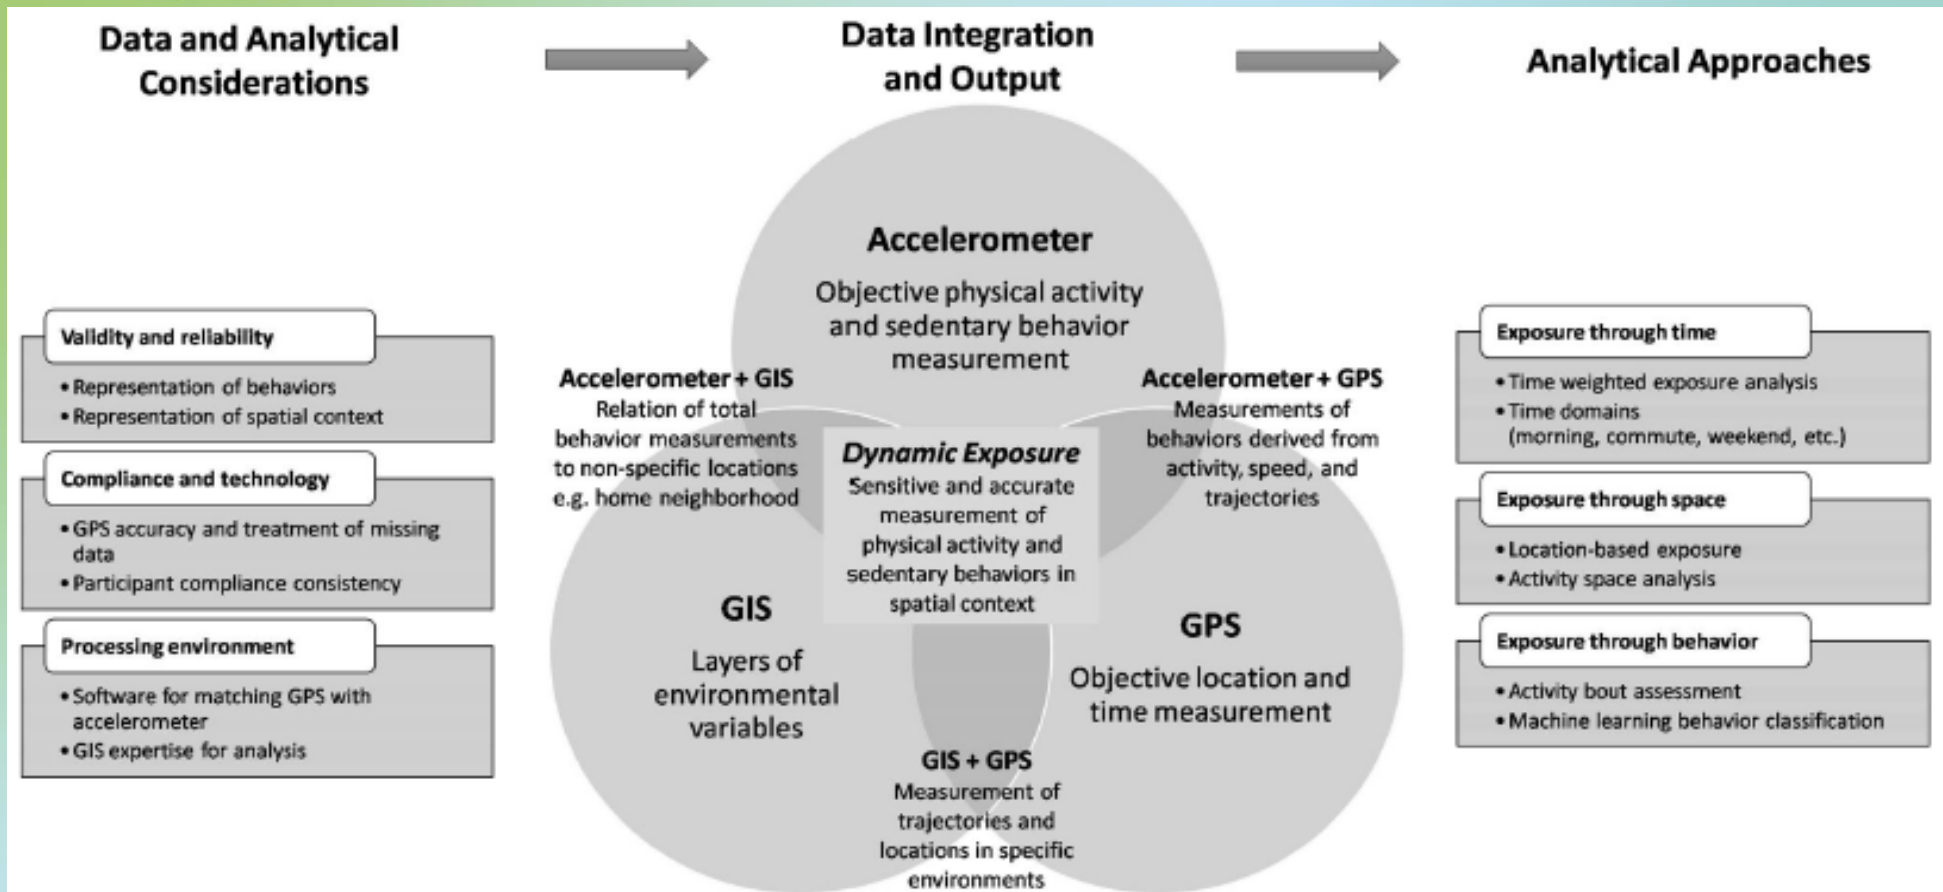 Data and Analytical
Considerations
Data Integration
and Output
Analytical Approaches
Validity and reliability
• Representation of behaviors
• Representation of spatial context
Compliance and technology
• GPS accuracy and treatment of missing
data
• Participant compliance consistency
Processing environment
• Software for matching GPS with
accelerometer
• GIS expertise for analysis
Accelerometer
Objective physical activity
and sedentary behavior
measurement
Accelerometer + GIS
Relation of total
behavior measurements
to non-specific locations
e.g. home neighborhood
Accelerometer + GPS
Measurements of
behaviors derived from
activity, speed, and
trajectories
Dynamic Exposure
Sensitive and accurate
measurement of
physical activity and
sedentary behaviors in
spatial context
GIS
Layers of
environmental
variables
GPS
Objective location and
time measurement
GIS + GPS
Measurement of
trajectories and
locations in specific
environments
Exposure through time
• Time weighted exposure analysis
• Time domains
(morning, commute, weekend, etc.)
Exposure through space
• Location-based exposure
• Activity space analysis
Exposure through behavior
• Activity bout assessment
• Machine learning behavior classification